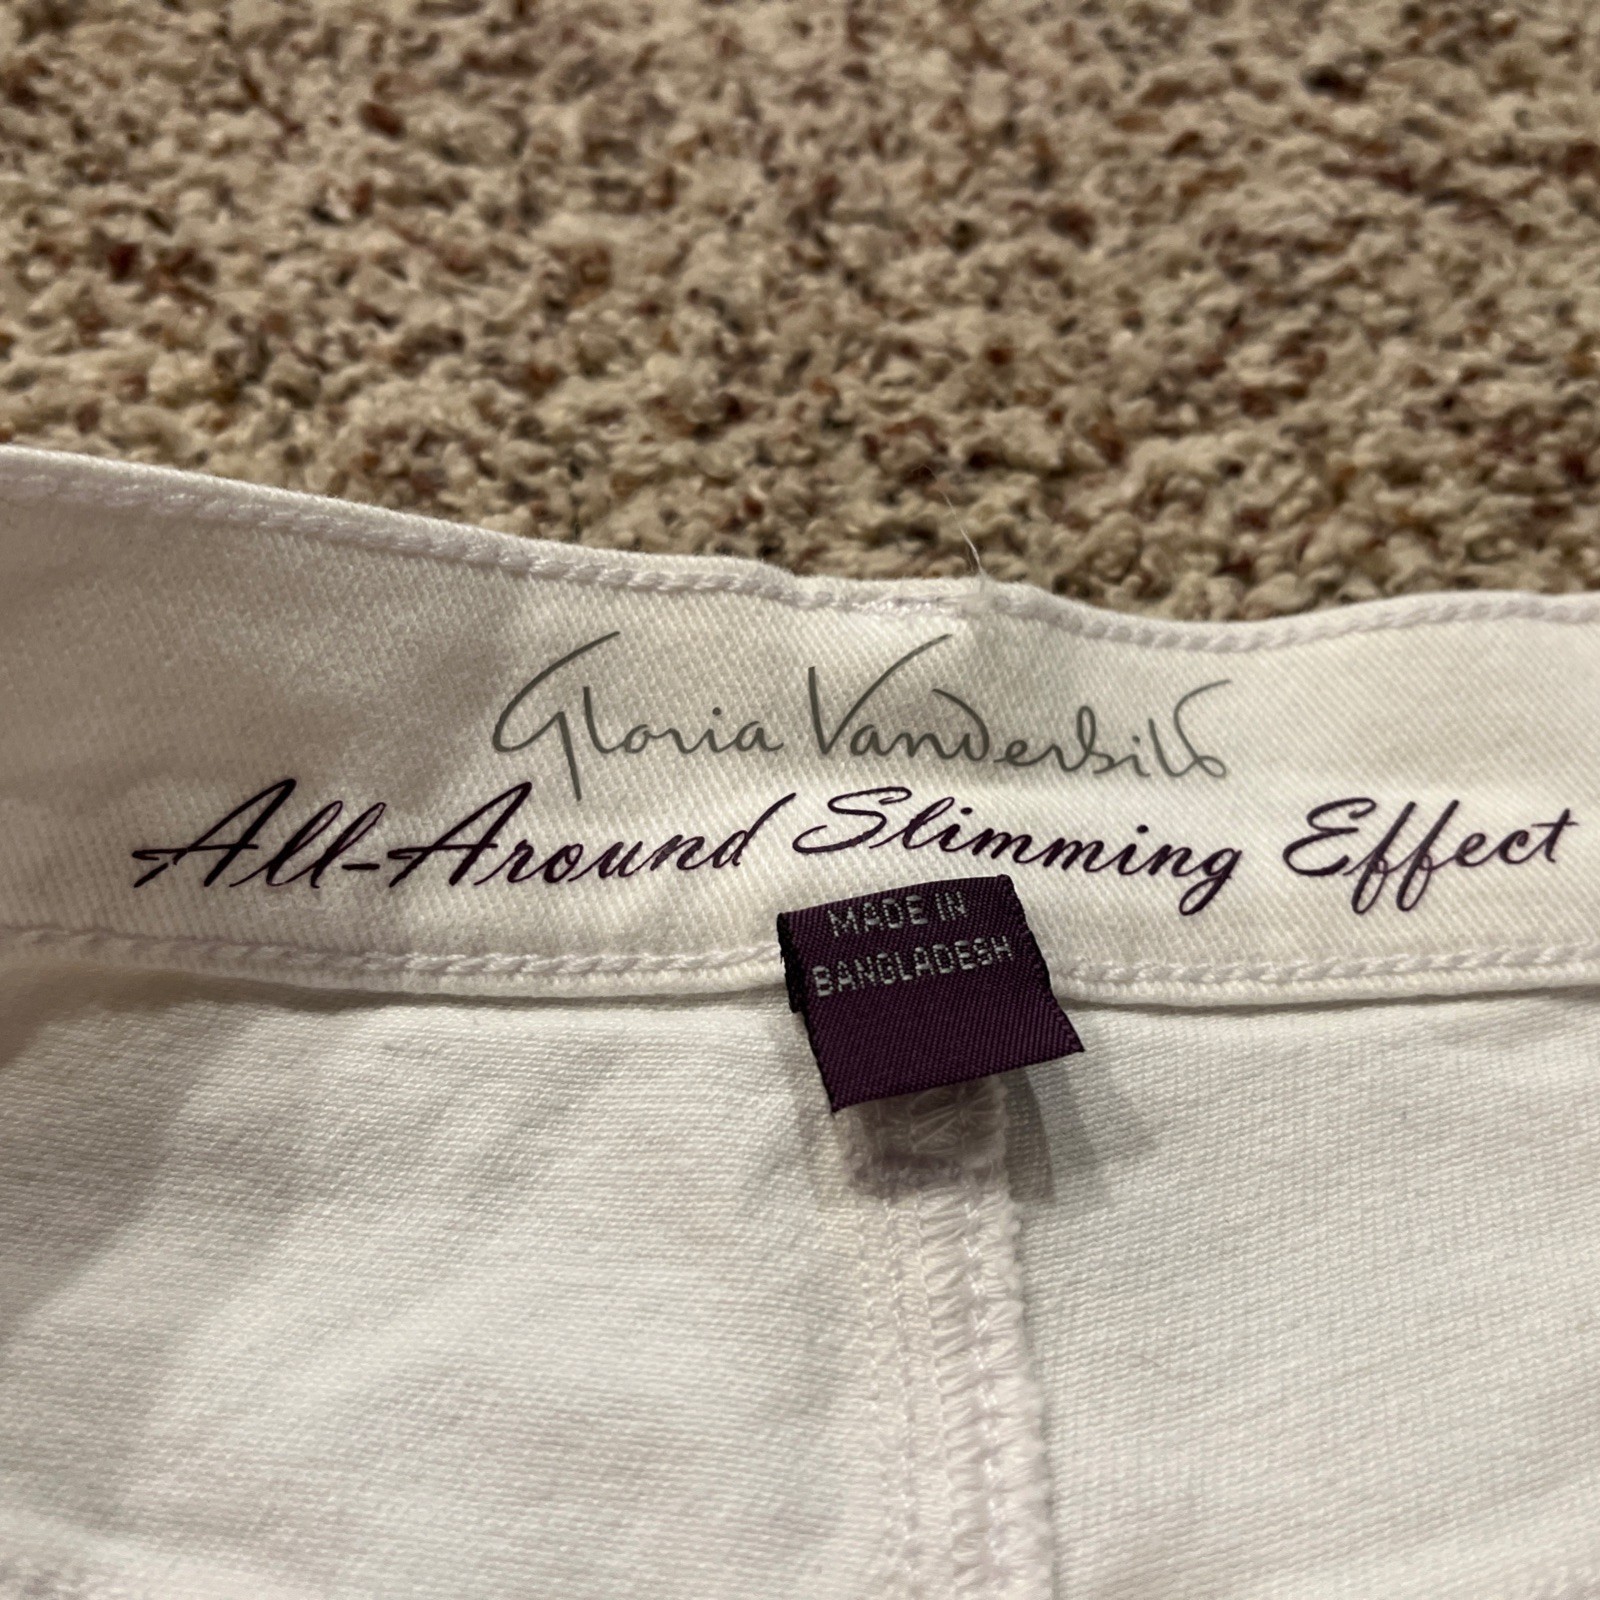 Gloria Vanderbilt
All-Around Slimming Effect
MADE IN
BANGLADESH